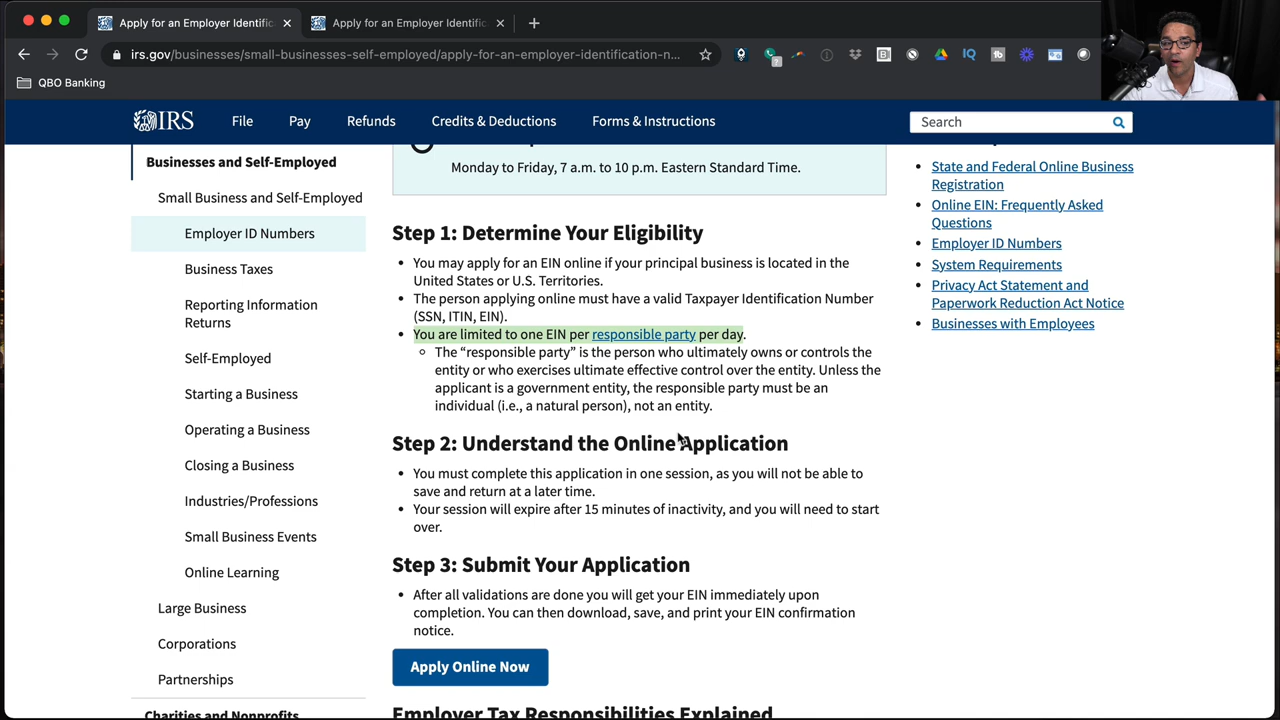 Apply for an Employer Identific
Apply for an Employer Identific
irs.gov/businesses/small-businesses-self-employed/apply-for-an-employer-identification-n...
QBO Banking
IRS
File
Pay
Refunds
Credits & Deductions
Forms & Instructions
Search
Businesses and Self-Employed
Small Business and Self-Employed
Employer ID Numbers
Business Taxes
Reporting Information
Returns
Self-Employed
Starting a Business
Operating a Business
Closing a Business
Industries/Professions
Small Business Events
Online Learning
Large Business
Corporations
Partnerships
Charities and Nonprofits
Monday to Friday, 7 a.m. to 10 p.m. Eastern Standard Time.
Step 1: Determine Your Eligibility
• You may apply for an EIN online if your principal business is located in the
United States or U.S. Territories.
• The person applying online must have a valid Taxpayer Identification Number
(SSN, ITIN, EIN).
• You are limited to one EIN per responsible party per day.
The “responsible party” is the person who ultimately owns or controls the
entity or who exercises ultimate effective control over the entity. Unless the
applicant is a government entity, the responsible party must be an
individual (i.e., a natural person), not an entity.
Step 2: Understand the Online Application
• You must complete this application in one session, as you will not be able to
save and return at a later time.
• Your session will expire after 15 minutes of inactivity, and you will need to start
over.
Step 3: Submit Your Application
• After all validations are done you will get your EIN immediately upon
completion. You can then download, save, and print your EIN confirmation
notice.
Apply Online Now
Employer Tax Responsibilities Explained
• State and Federal Online Business
Registration
• Online EIN: Frequently Asked
Questions
• Employer ID Numbers
• System Requirements
• Privacy Act Statement and
Paperwork Reduction Act Notice
• Businesses with Employees